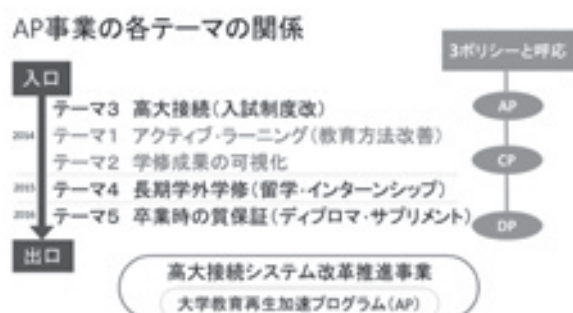 AP事業の各テーマの関係
3ポリシーと呼応
入口
テーマ3 高大接続(入試制度改)
AP
2014 テーマ1 アクティブ・ラーニング(教育方法改善)
テーマ2 学修成果の可視化
CP
2015 テーマ4 長期学外学修(留学・インターンシップ)
2016 テーマ5 卒業時の質保証(ディプロマ・サプリメント)
DP
出口
高大接続システム改革推進事業
大学教育再生加速プログラム(AP)